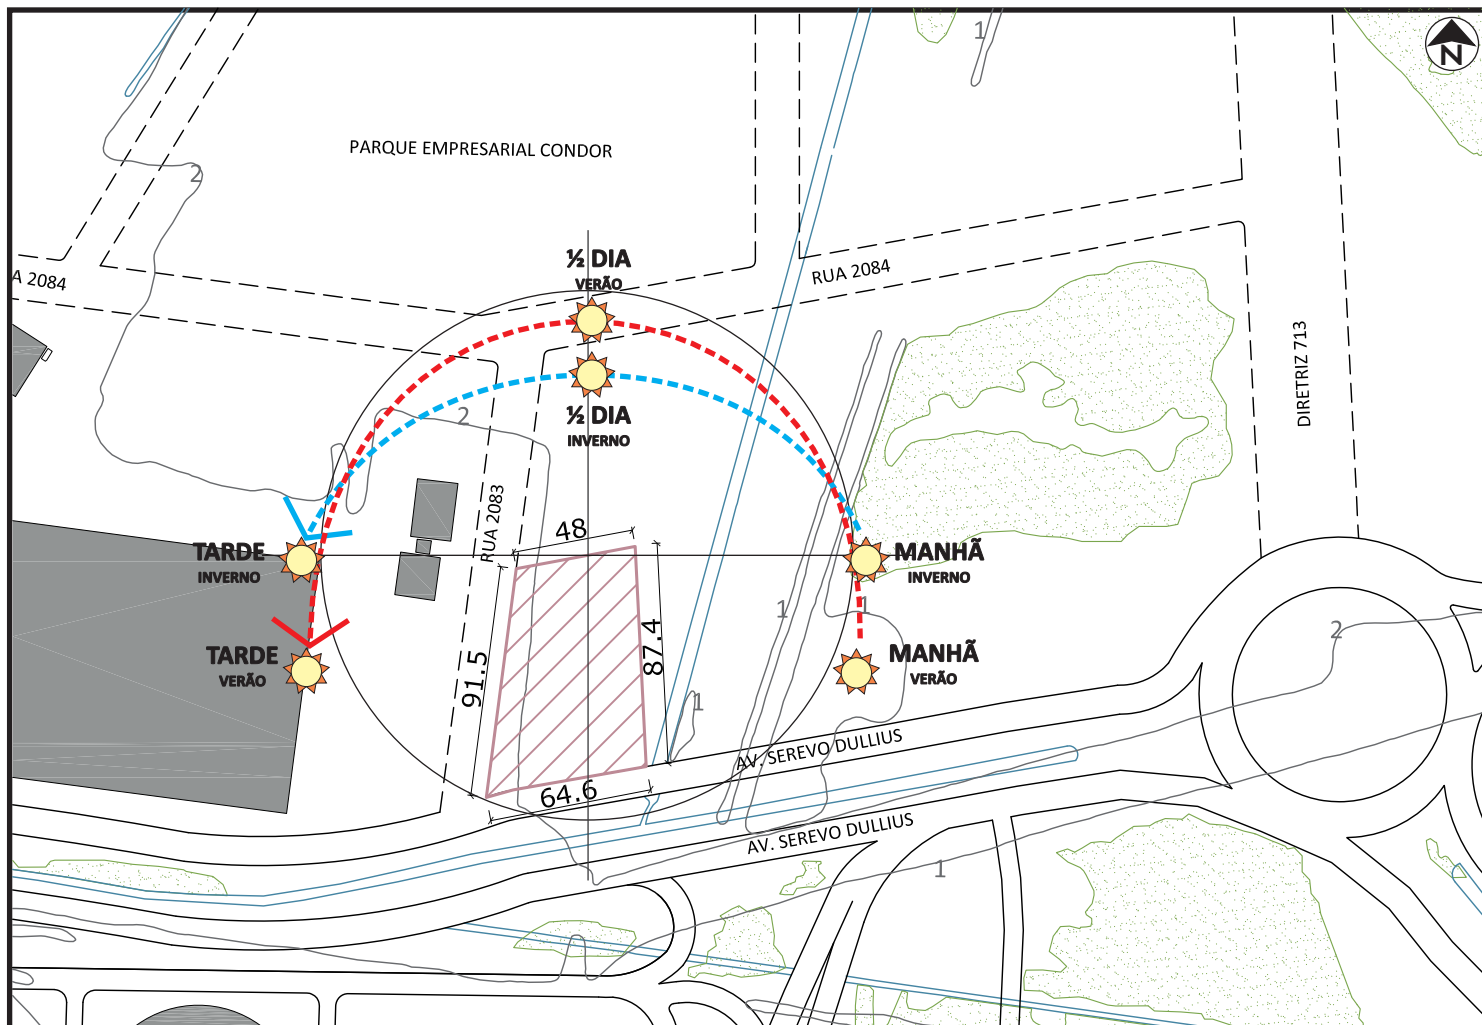 1
N
PARQUE EMPRESARIAL CONDOR
2
½ DIA
VERÃO
RUA 2084
A 2084
DIRETRIZ 713
½ DIA
INVERNO
2
RUA 2083
48
TARDE
INVERNO
MANHÃ
INVERNO
1
1
2
87.4
91.5
TARDE
VERÃO
MANHÃ
VERÃO
1
AV. SEREVO DULLIUS
64.6
AV. SEREVO DULLIUS
1